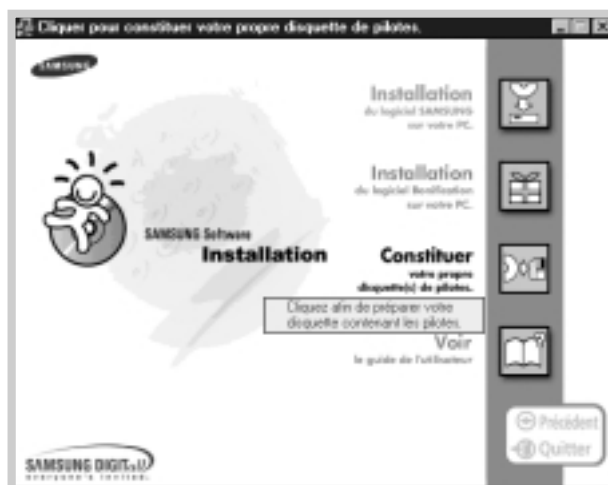 Cliquer pour constituer votre propre disquette de pilotes.
SAMSUNG
Installation
du logiciel SAMSUNG
sur votre PC.
Installation
du logiciel Bonification
sur votre PC.
SAMSUNG Software
Installation
Constituer
votre propre
disquette(s) de pilotes.
Cliquez afin de préparer votre
disquette contenant les pilotes.
Voir
le guide de l'utilisateur
Précédent
Quitter
SAMSUNG DIGITall
everyone's invited.